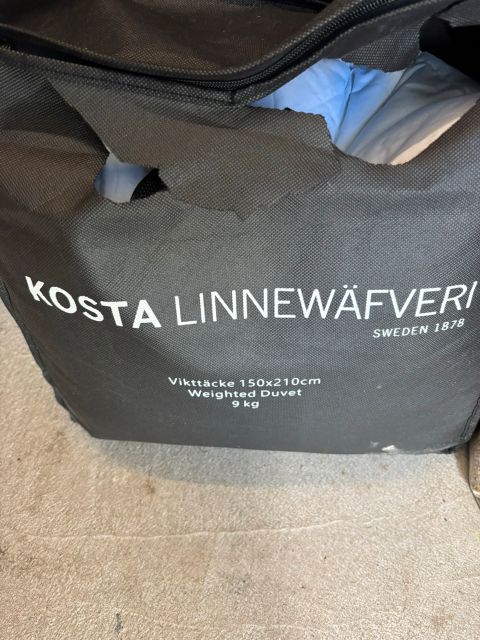 KOSTA LINNEWÄFVERI
SWEDEN 1878
Vikttäcke 150x210cm
Weighted Duvet
9 kg